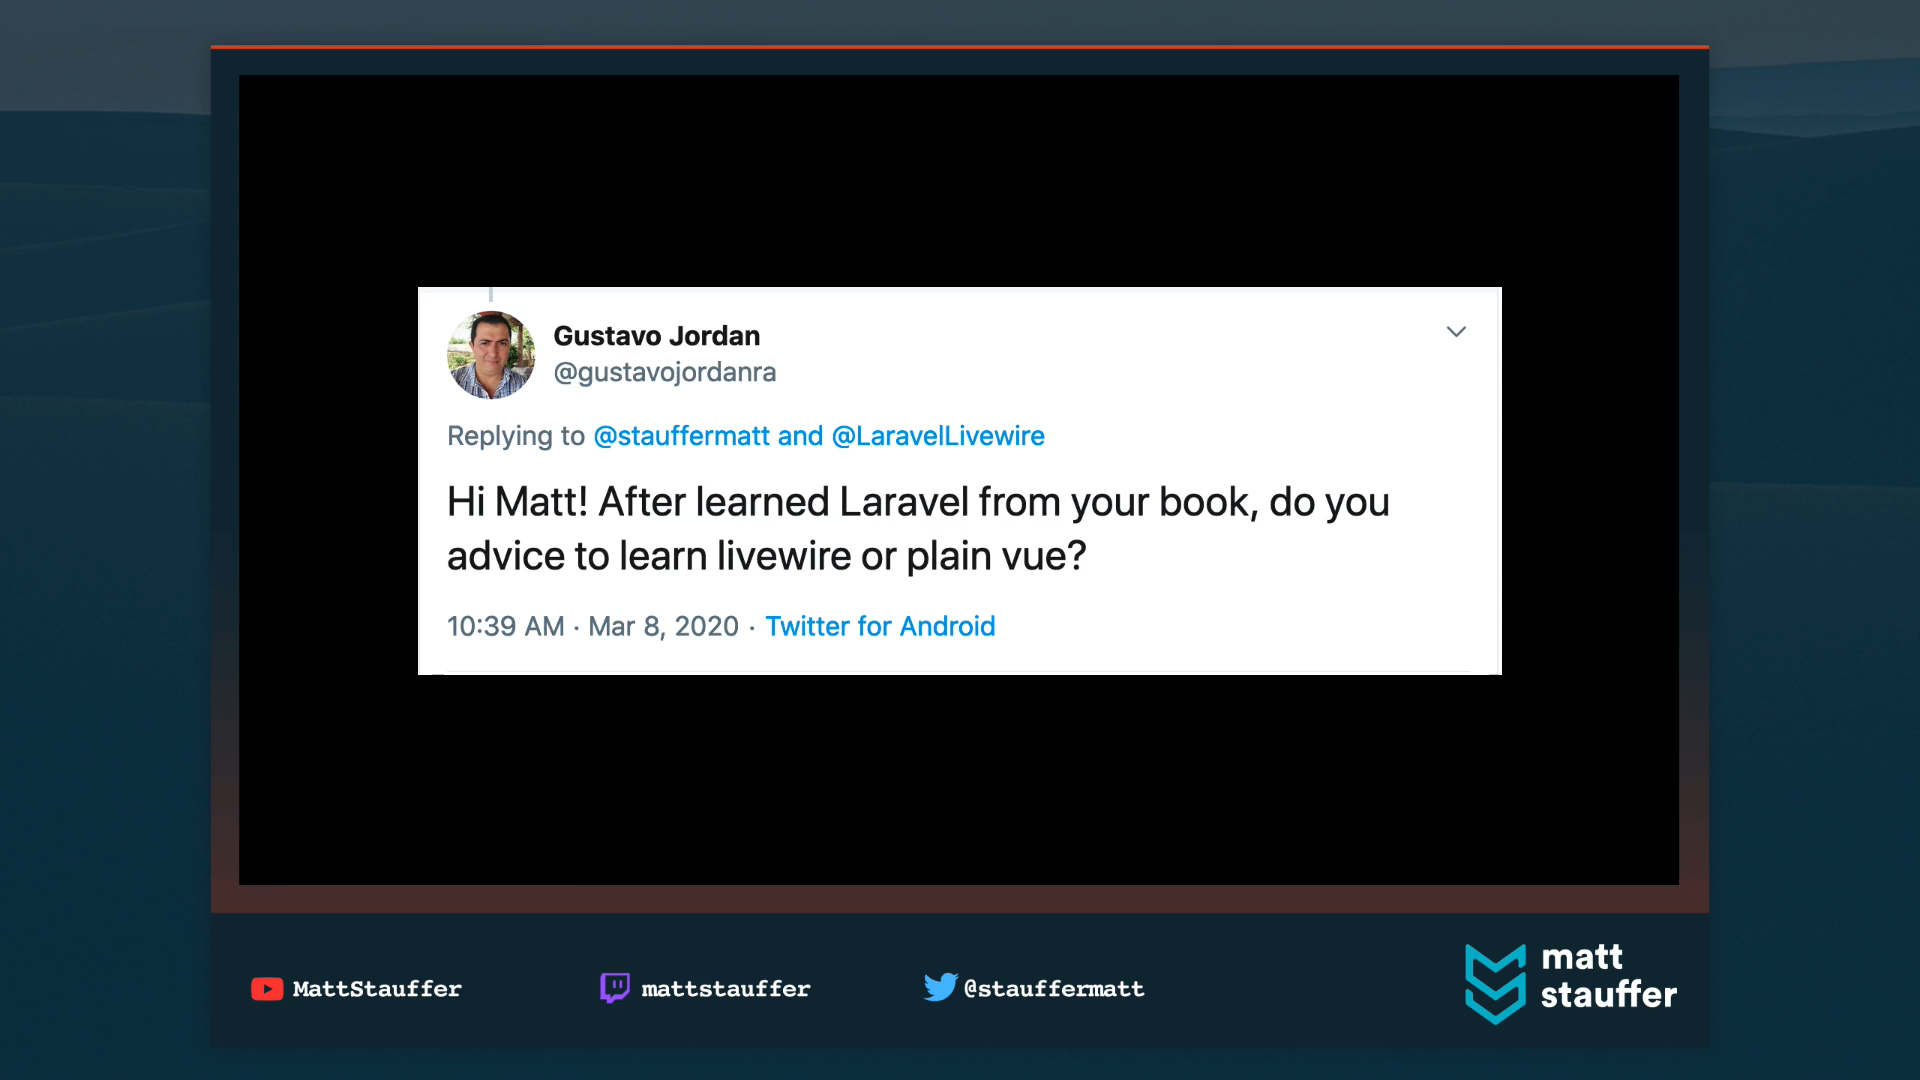 Gustavo Jordan
@gustavojordanra
Replying to @stauffermatt and @LaravelLivewire
Hi Matt! After learned Laravel from your book, do you
advice to learn livewire or plain vue?
10:39 AM · Mar 8, 2020 · Twitter for Android
MattStauffer
mattstauffer
@stauffermatt
matt
stauffer